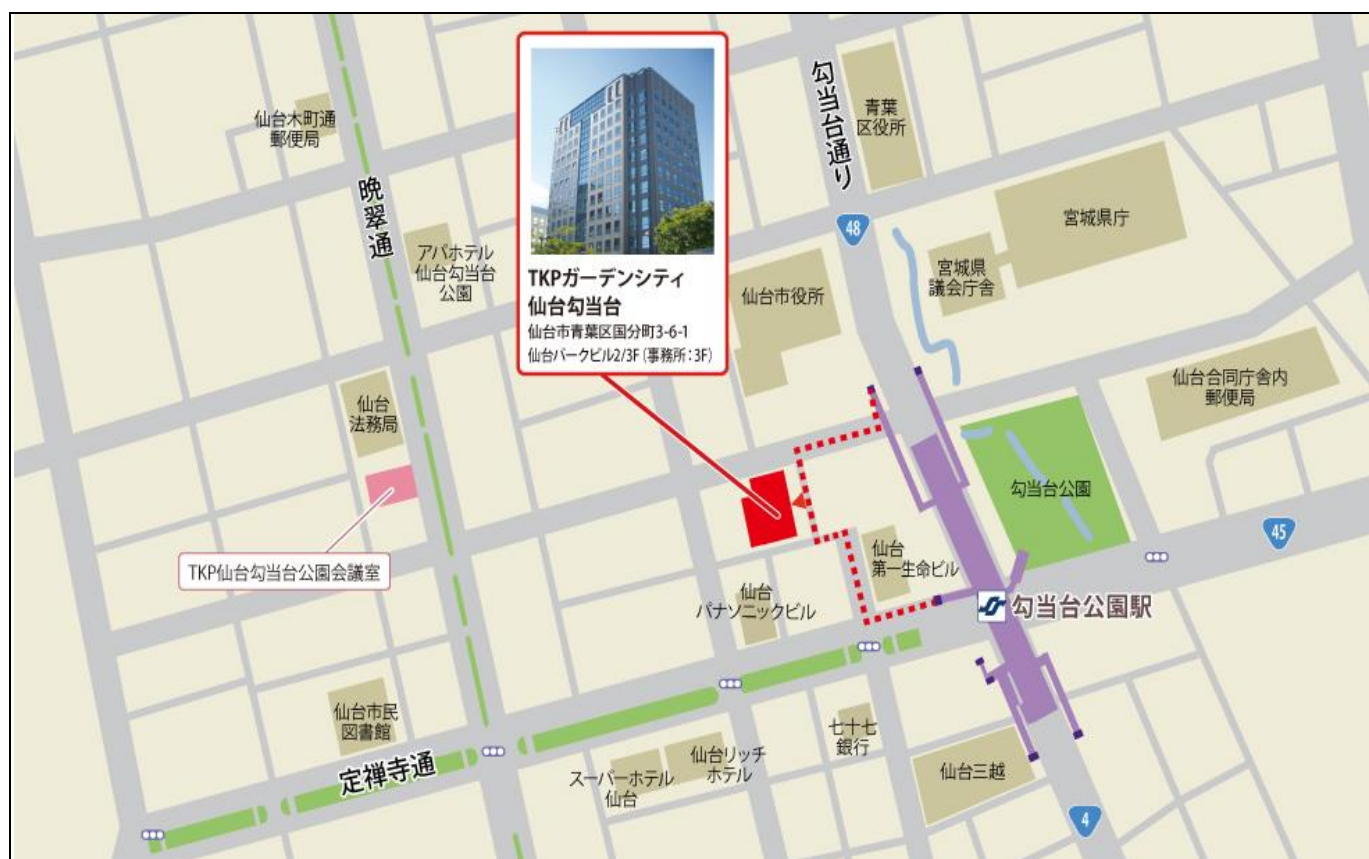 勾当台通り
青葉
区役所
仙台木町通
郵便局
晩翠通
宮城県庁
48
アパホテル
仙台勾当台
公園
宮城県
議会庁舎
TKPガーデンシティ
仙台勾当台
仙台市青葉区国分町3-6-1
仙台パークビル2/3F (事務所:3F)
仙台市役所
仙台合同庁舎内
郵便局
仙台
法務局
勾当台公園
45
仙台
第一生命ビル
TKP仙台勾当台公園会議室
仙台
パナソニックビル
勾当台公園駅
仙台市民
図書館
七十七
銀行
定禅寺通
仙台リッチ
ホテル
スーパーホテル
仙台
仙台三越
4